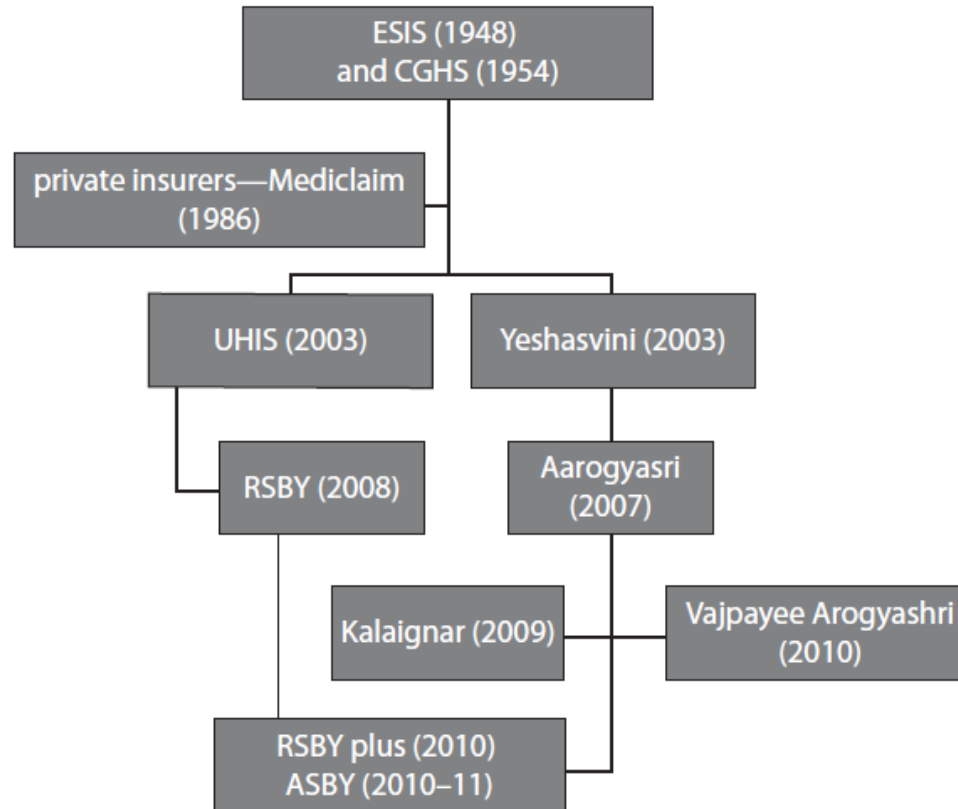 ESIS (1948)
and CGHS (1954)
private insurers—Mediclaim
(1986)
UHIS (2003)
Yeshasvini (2003)
RSBY (2008)
Aarogyasri
(2007)
Kalaignar (2009)
Vajpayee Arogyashri
(2010)
RSBY plus (2010)
ASBY (2010–11)